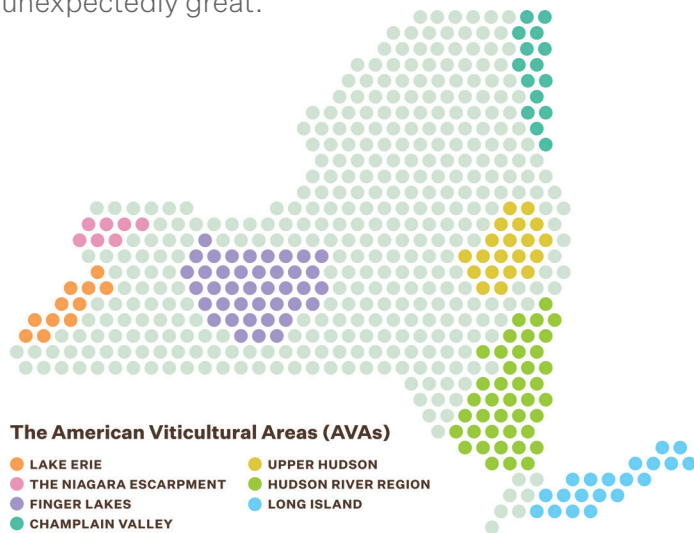 unexpectedly great.
The American Viticultural Areas (AVAs)
LAKE ERIE
THE NIAGARA ESCARPMENT
FINGER LAKES
CHAMPLAIN VALLEY
UPPER HUDSON
HUDSON RIVER REGION
LONG ISLAND